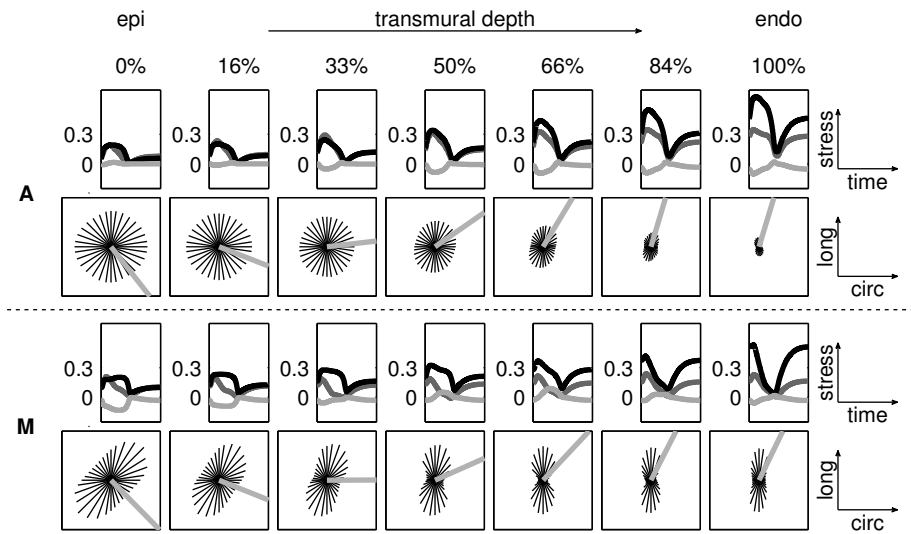 epi transmural depth endo
0% 16% 33% 50% 66% 84% 100%
0.3 0.3 0.3 0.3 0.3 0.3 0.3 stress
0 0 0 0 0 0 0
time
A
long
circ
0.3 0.3 0.3 0.3 0.3 0.3 0.3 stress
0 0 0 0 0 0 0
time
M
long
circ